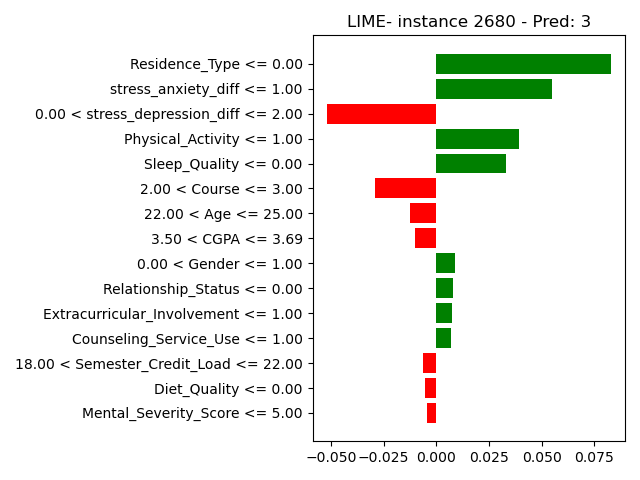 LIME- instance 2680 - Pred: 3
Residence_Type <= 0.00
stress_anxiety_diff <= 1.00
0.00 < stress_depression_diff <= 2.00
Physical_Activity <= 1.00
Sleep_Quality <= 0.00
2.00 < Course <= 3.00
22.00 < Age <= 25.00
3.50 < CGPA <= 3.69
0.00 < Gender <= 1.00
Relationship_Status <= 0.00
Extracurricular_Involvement <= 1.00
Counseling_Service_Use <= 1.00
18.00 < Semester_Credit_Load <= 22.00
Diet_Quality <= 0.00
Mental_Severity_Score <= 5.00
−0.050 −0.025 0.000 0.025 0.050 0.075